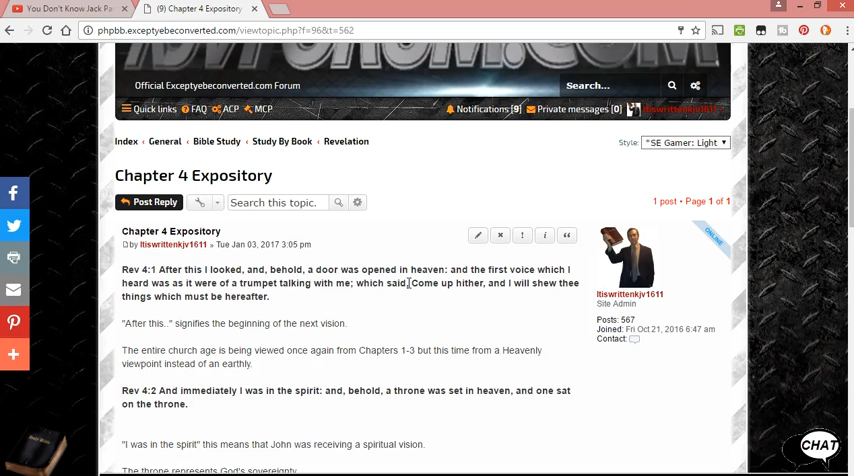 You Don't Know Jack Pa
(9) Chapter 4 Expository
phpbb.exceptyebeconverted.com/viewtopic.php?f=96&t=562
Official Exceptyebeconverted.com Forum
Search...
Quick links FAQ ACP MCP
Notifications [9] Private messages [0] Itiswrittenkjv1611
Index ‹ General ‹ Bible Study ‹ Study By Book ‹ Revelation
Style: "SE Gamer: Light
Chapter 4 Expository
Post Reply
Search this topic.
1 post • Page 1 of 1
Chapter 4 Expository
by Itiswrittenkjv1611 » Tue Jan 03, 2017 3:05 pm
ONLINE
Rev 4:1 After this I looked, and, behold, a door was opened in heaven: and the first voice which I
heard was as it were of a trumpet talking with me; which said, Come up hither, and I will shew thee
things which must be hereafter.
Itiswrittenkjv1611
Site Admin
Posts: 567
Joined: Fri Oct 21, 2016 6:47 am
Contact:
"After this.." signifies the beginning of the next vision.
The entire church age is being viewed once again from Chapters 1-3 but this time from a Heavenly
viewpoint instead of an earthly.
Rev 4:2 And immediately I was in the spirit: and, behold, a throne was set in heaven, and one sat
on the throne.
"I was in the spirit" this means that John was receiving a spiritual vision.
The throne represents God's sovereignty.
CHAT